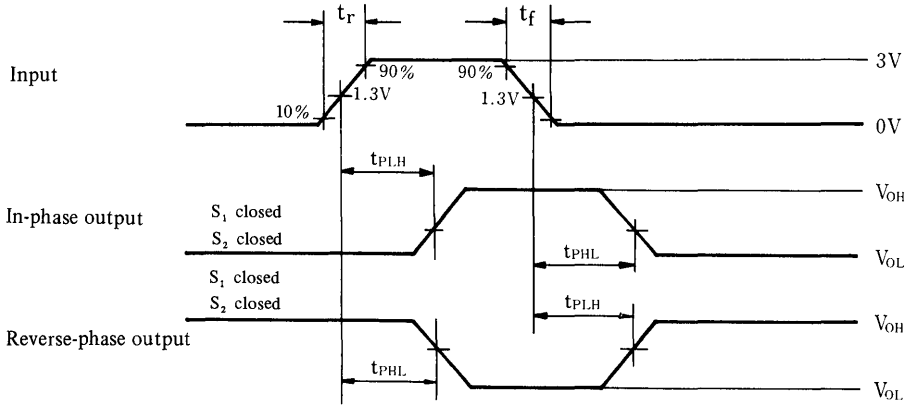 tr
tf
Input
90%
90%
3V
1.3V
1.3V
10%
0V
tPLH
In-phase output
S1 closed
S2 closed
VOH
tPHL
VOL
S1 closed
S2 closed
tPLH
VOH
Reverse-phase output
tPHL
VOL